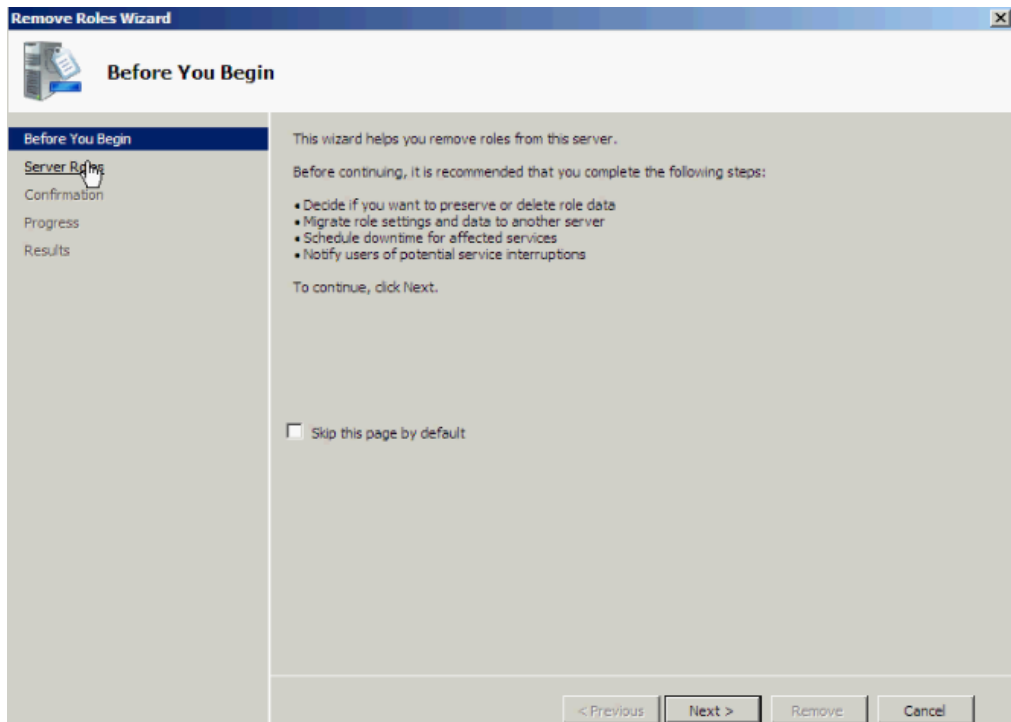 Remove Roles Wizard
Before You Begin
Before You Begin
Server Roles
Confirmation
Progress
Results
This wizard helps you remove roles from this server.
Before continuing, it is recommended that you complete the following steps:
• Decide if you want to preserve or delete role data
• Migrate role settings and data to another server
• Schedule downtime for affected services
• Notify users of potential service interruptions
To continue, click Next.
Skip this page by default
< Previous
Next >
Remove
Cancel